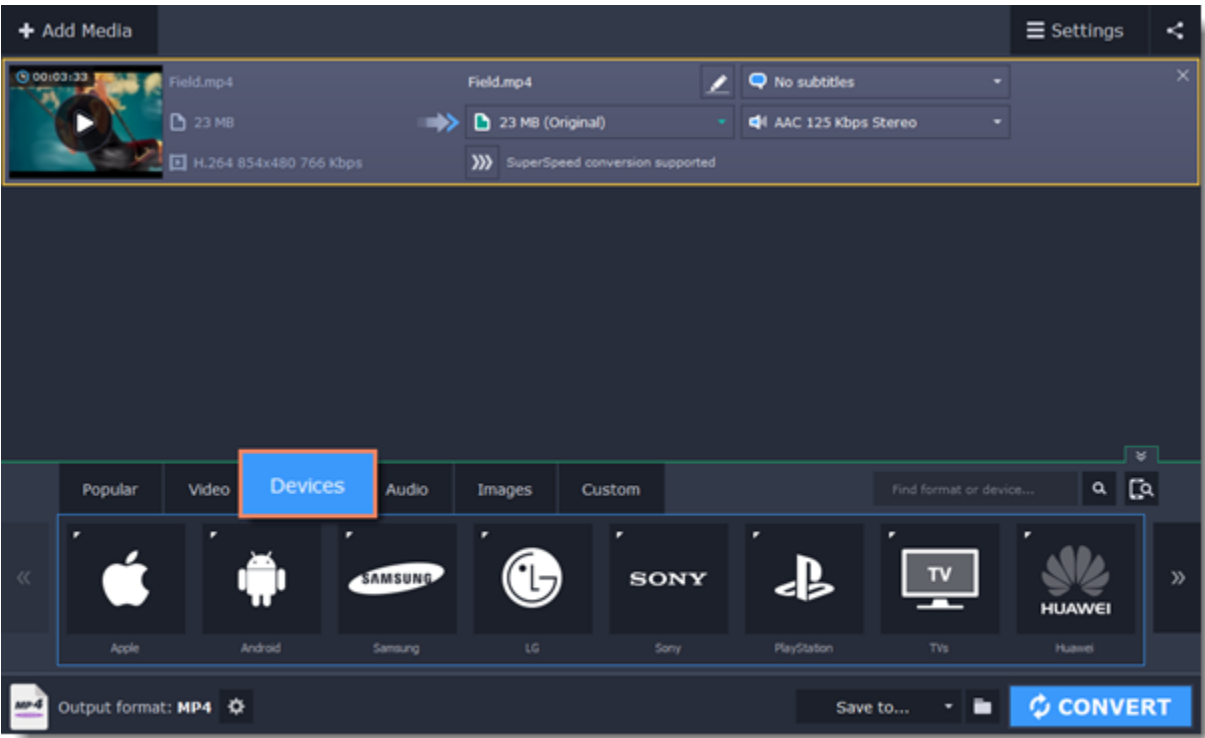 Add Media
Settings
00:03:33
Field.mp4
Field.mp4
No subtitles
23 MB
23 MB (Original)
AAC 125 Kbps Stereo
H.264 854x480 766 Kbps
SuperSpeed conversion supported
Popular
Video
Devices
Audio
Images
Custom
Find format or device...
SAMSUNG
LG
SONY
TV
HUAWEI
Apple
Android
Samsung
LG
Sony
PlayStation
TVs
Huawei
MP4
Output format: MP4
Save to...
CONVERT